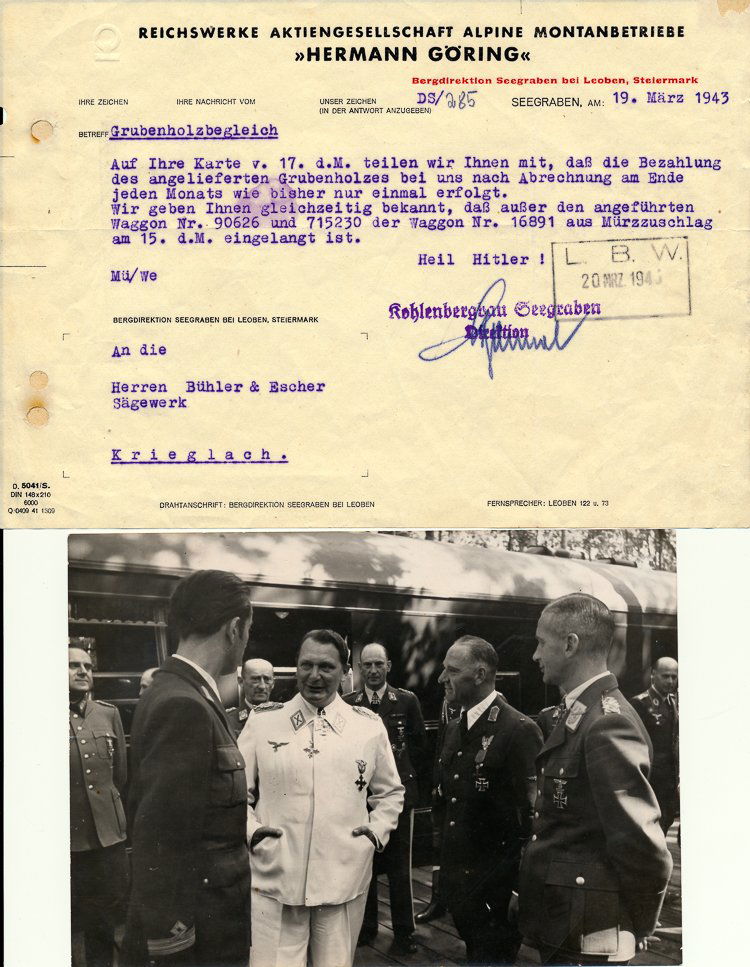 REICHSWERKE AKTIENGESELLSCHAFT ALPINE MONTANBETRIEBE
»HERMANN GÖRING«
Bergdirektion Seegraben bei Leoben, Steiermark
IHRE ZEICHEN IHRE NACHRICHT VOM UNSER ZEICHEN DS/285 SEEGRABEN, AM: 19. März 1943
(IN DER ANTWORT ANZUGEBEN)
BETREFF Grubenholzbegleich
Auf Ihre Karte v. 17. d.M. teilen wir Ihnen mit, daß die Bezahlung
des angelieferten Grubenholzes bei uns nach Abrechnung am Ende
jeden Monats wie bisher nur einmal erfolgt.
Wir geben Ihnen gleichzeitig bekannt, daß außer den angeführten
Waggon Nr. 90626 und 715230 der Waggon Nr. 16891 aus Mürzzuschlag
am 15. d.M. eingelangt ist.
Heil Hitler !
L. B. W.
20 MRZ. 1943
Mü/We
Kohlenbergbau Seegraben
Direktion
BERGDIREKTION SEEGRABEN BEI LEOBEN, STEIERMARK
An die
Herren Bühler & Escher
Sägewerk
Krieglach.
D. 5041/S.
DIN 148x210
6000
Q/0409 41 1309
DRAHTANSCHRIFT: BERGDIREKTION SEEGRABEN BEI LEOBEN FERNSPRECHER: LEOBEN 122 u. 73